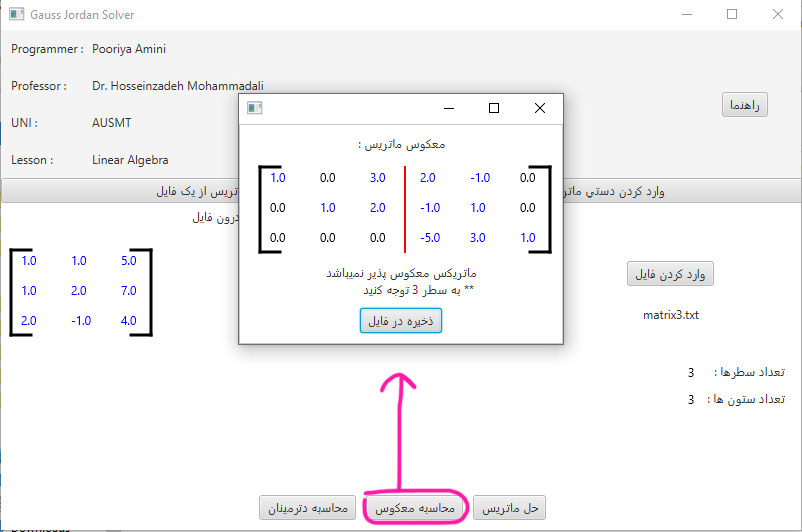 Gauss Jordan Solver
Programmer : Pooriya Amini
Professor : Dr. Hosseinzadeh Mohammadali
UNI : AUSMT
Lesson : Linear Algebra
راهنما
وارد کردن دستی
از یک فایل
درون فایل
1.0 1.0 5.0
1.0 2.0 7.0
2.0 -1.0 4.0
معکوس ماتریس :
1.0 0.0 3.0 2.0 -1.0 0.0
0.0 1.0 2.0 -1.0 1.0 0.0
0.0 0.0 0.0 -5.0 3.0 1.0
ماتریکس معکوس پذیر نمیباشد
** به سطر 3 توجه کنید
ذخیره در فایل
وارد کردن فایل
matrix3.txt
تعداد سطرها : 3
تعداد ستون ها : 3
محاسبه دترمینان
محاسبه معکوس
حل ماتریس